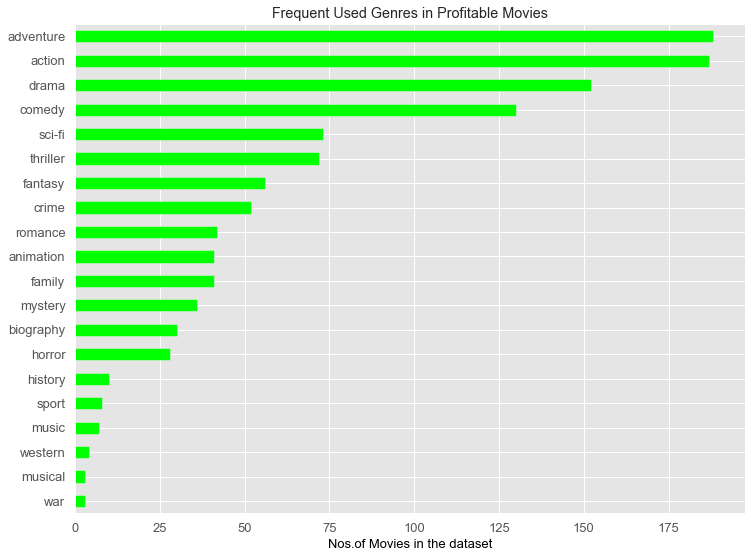 Frequent Used Genres in Profitable Movies
adventure
action
drama
comedy
sci-fi
thriller
fantasy
crime
romance
animation
family
mystery
biography
horror
history
sport
music
western
musical
war
0 25 50 75 100 125 150 175
Nos.of Movies in the dataset